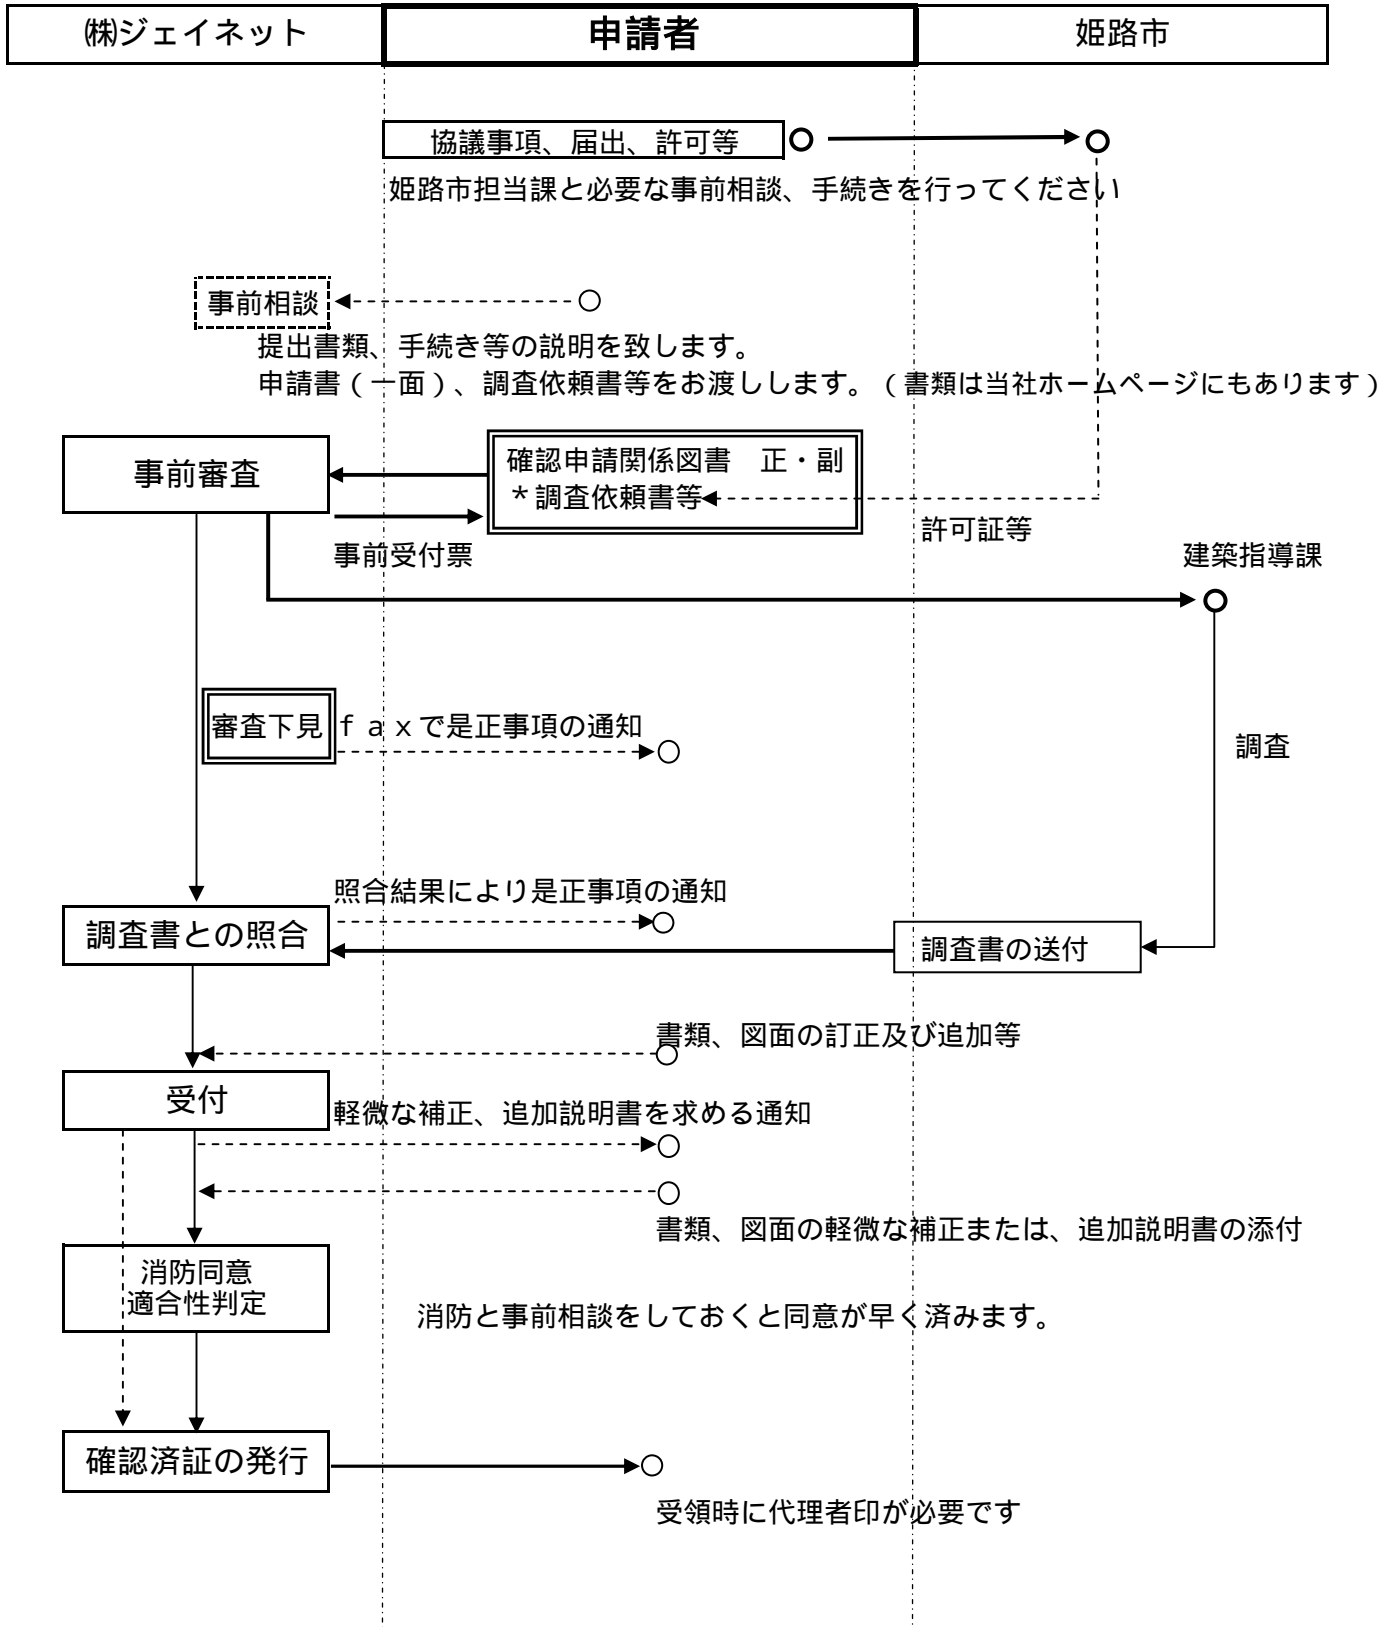 ㈱ジェイネット
申請者
姫路市
協議事項、届出、許可等
姫路市担当課と必要な事前相談、手続きを行ってください
事前相談
提出書類、手続き等の説明を致します。
申請書（一面）、調査依頼書等をお渡しします。（書類は当社ホームページにもあります）
事前審査
確認申請関係図書　正・副
＊調査依頼書等
許可証等
事前受付票
建築指導課
審査下見
ｆａｘで是正事項の通知
調査
照合結果により是正事項の通知
調査書との照合
調査書の送付
書類、図面の訂正及び追加等
受付
軽微な補正、追加説明書を求める通知
書類、図面の軽微な補正または、追加説明書の添付
消防同意
適合性判定
消防と事前相談をしておくと同意が早く済みます。
確認済証の発行
受領時に代理者印が必要です